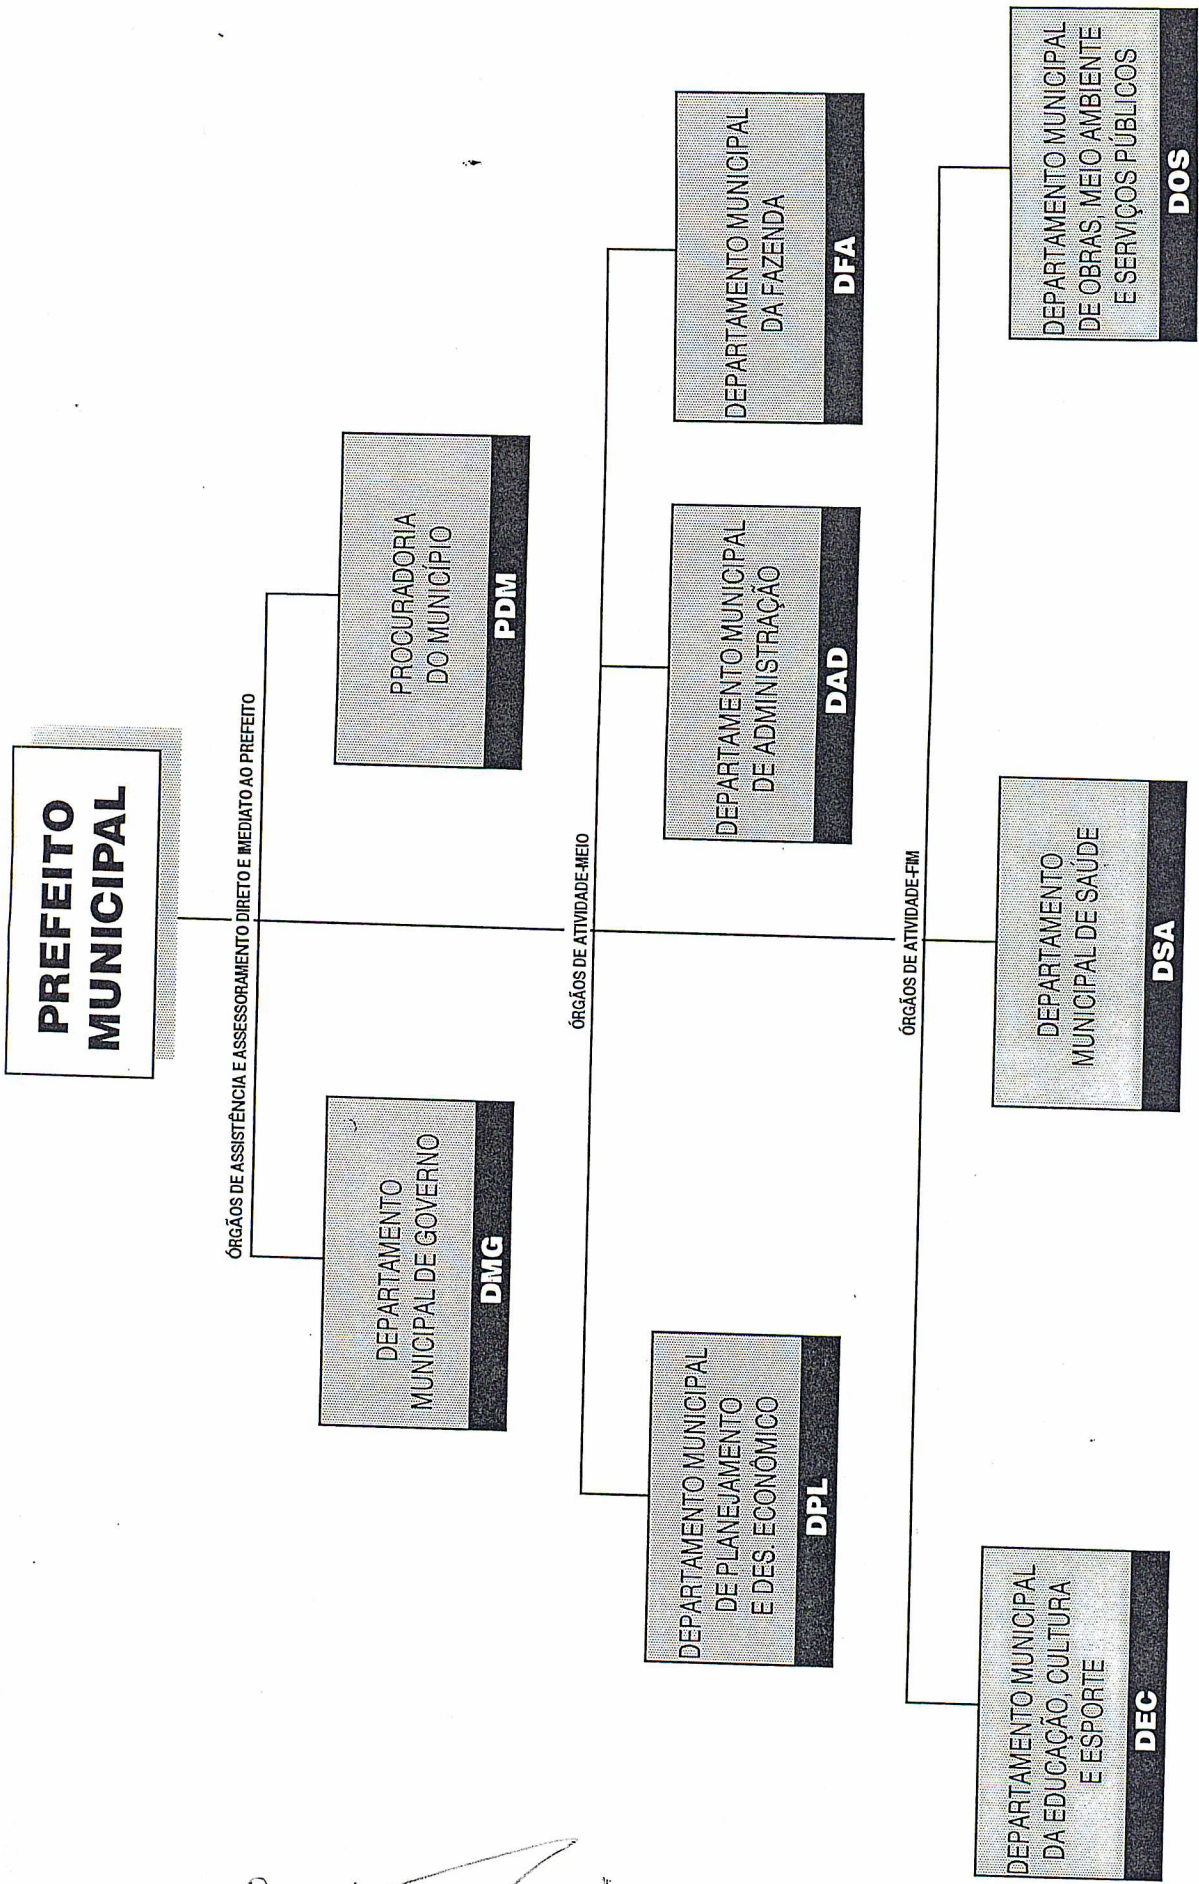 PREFEITO
MUNICIPAL
ÓRGÃOS DE ASSISTÊNCIA E ASSESSORAMENTO DIRETO E IMEDIATO AO PREFEITO
DEPARTAMENTO
MUNICIPAL DE GOVERNO
DMG
PROCURADORIA
DO MUNICÍPIO
PDM
ÓRGÃOS DE ATIVIDADE-MEIO
DEPARTAMENTO MUNICIPAL
DE PLANEJAMENTO
E DES. ECONÔMICO
DPL
DEPARTAMENTO MUNICIPAL
DE ADMINISTRAÇÃO
DAD
DEPARTAMENTO MUNICIPAL
DA FAZENDA
DFA
ÓRGÃOS DE ATIVIDADE-FIM
DEPARTAMENTO MUNICIPAL
DA EDUCAÇÃO, CULTURA
E ESPORTE
DEC
DEPARTAMENTO
MUNICIPAL DE SAÚDE
DSA
DEPARTAMENTO MUNICIPAL
DE OBRAS, MEIO AMBIENTE
E SERVIÇOS PÚBLICOS
DOS